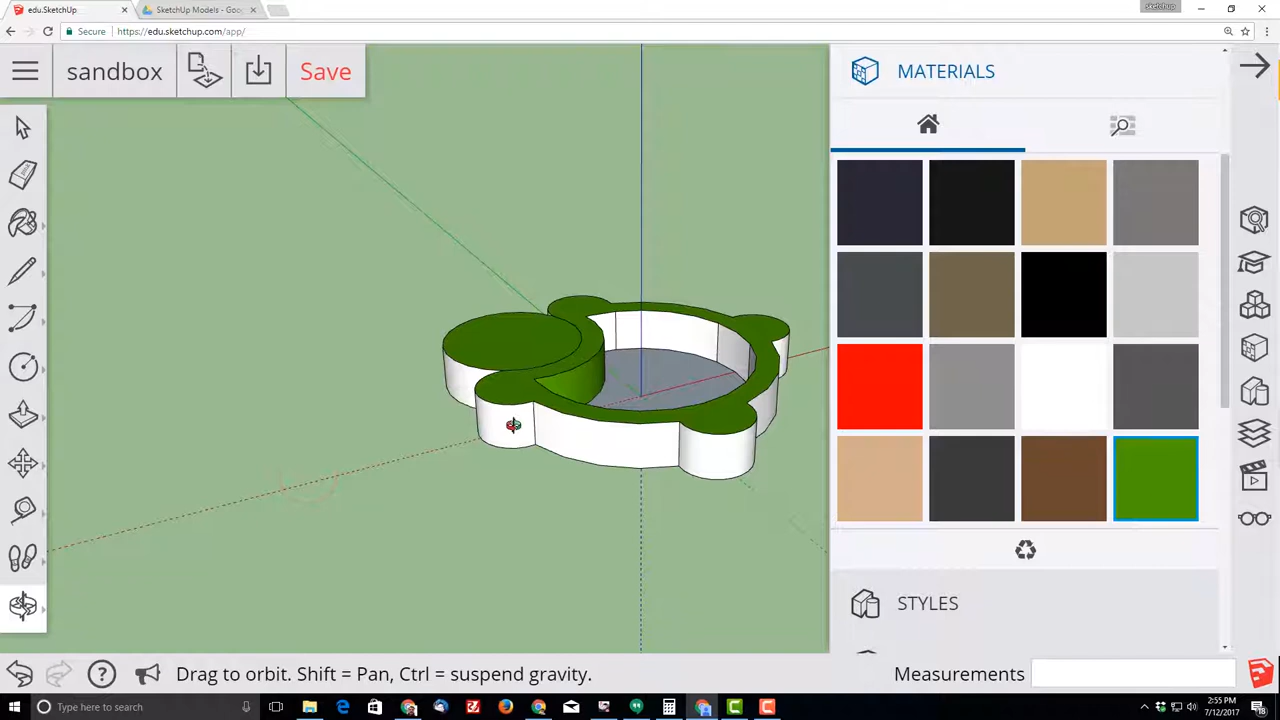 edu.SketchUp
SketchUp Models - Goo
sketchup
Secure
https://edu.sketchup.com/app/
sandbox
Save
MATERIALS
STYLES
Drag to orbit. Shift = Pan, Ctrl = suspend gravity.
Measurements
Type here to search
2:55 PM
7/12/2017